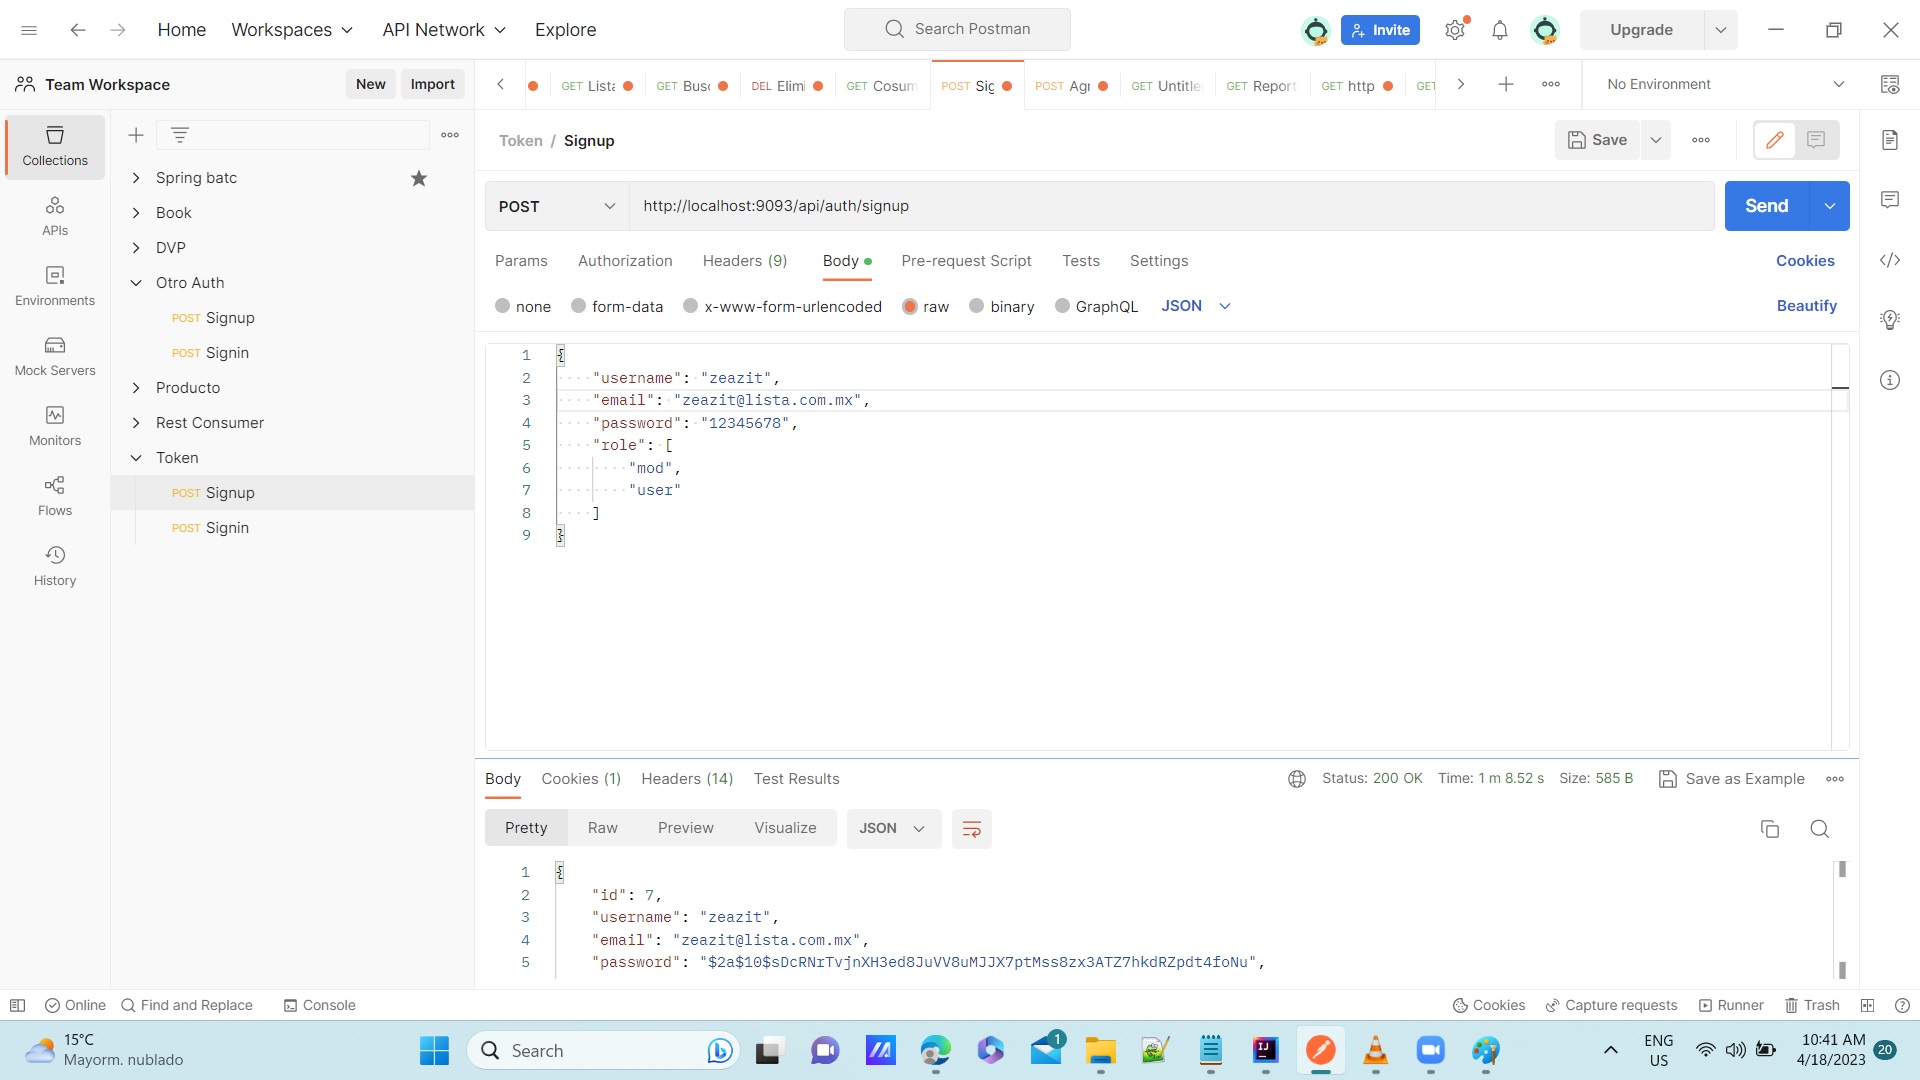 Home Workspaces API Network Explore Search Postman Invite Upgrade
Team Workspace New Import
GET Lista GET Bus DEL Elimi GET Cosum POST Sig POST Agr GET Untitle GET Report GET http GET No Environment
Collections
APIs
Environments
Mock Servers
Monitors
Flows
History
Spring batc
Book
DVP
Otro Auth
POST Signup
POST Signin
Producto
Rest Consumer
Token
POST Signup
POST Signin
Token / Signup Save
POST http://localhost:9093/api/auth/signup Send
Params Authorization Headers (9) Body Pre-request Script Tests Settings Cookies
none form-data x-www-form-urlencoded raw binary GraphQL JSON Beautify
1 {
2 "username": "zeazit",
3 "email": "zeazit@lista.com.mx",
4 "password": "12345678",
5 "role": [
6 "mod",
7 "user"
8 ]
9 }
Body Cookies (1) Headers (14) Test Results Status: 200 OK Time: 1 m 8.52 s Size: 585 B Save as Example
Pretty Raw Preview Visualize JSON
1 {
2 "id": 7,
3 "username": "zeazit",
4 "email": "zeazit@lista.com.mx",
5 "password": "$2a$10$sDcRNrTvjnXH3ed8JuVV8uMJJX7ptMss8zx3ATZ7hkdRZpdt4foNu",
Online Find and Replace Console Cookies Capture requests Runner Trash
15°C
Mayorm. nublado
Search
1
IJ
ENG
US
10:41 AM
4/18/2023
20